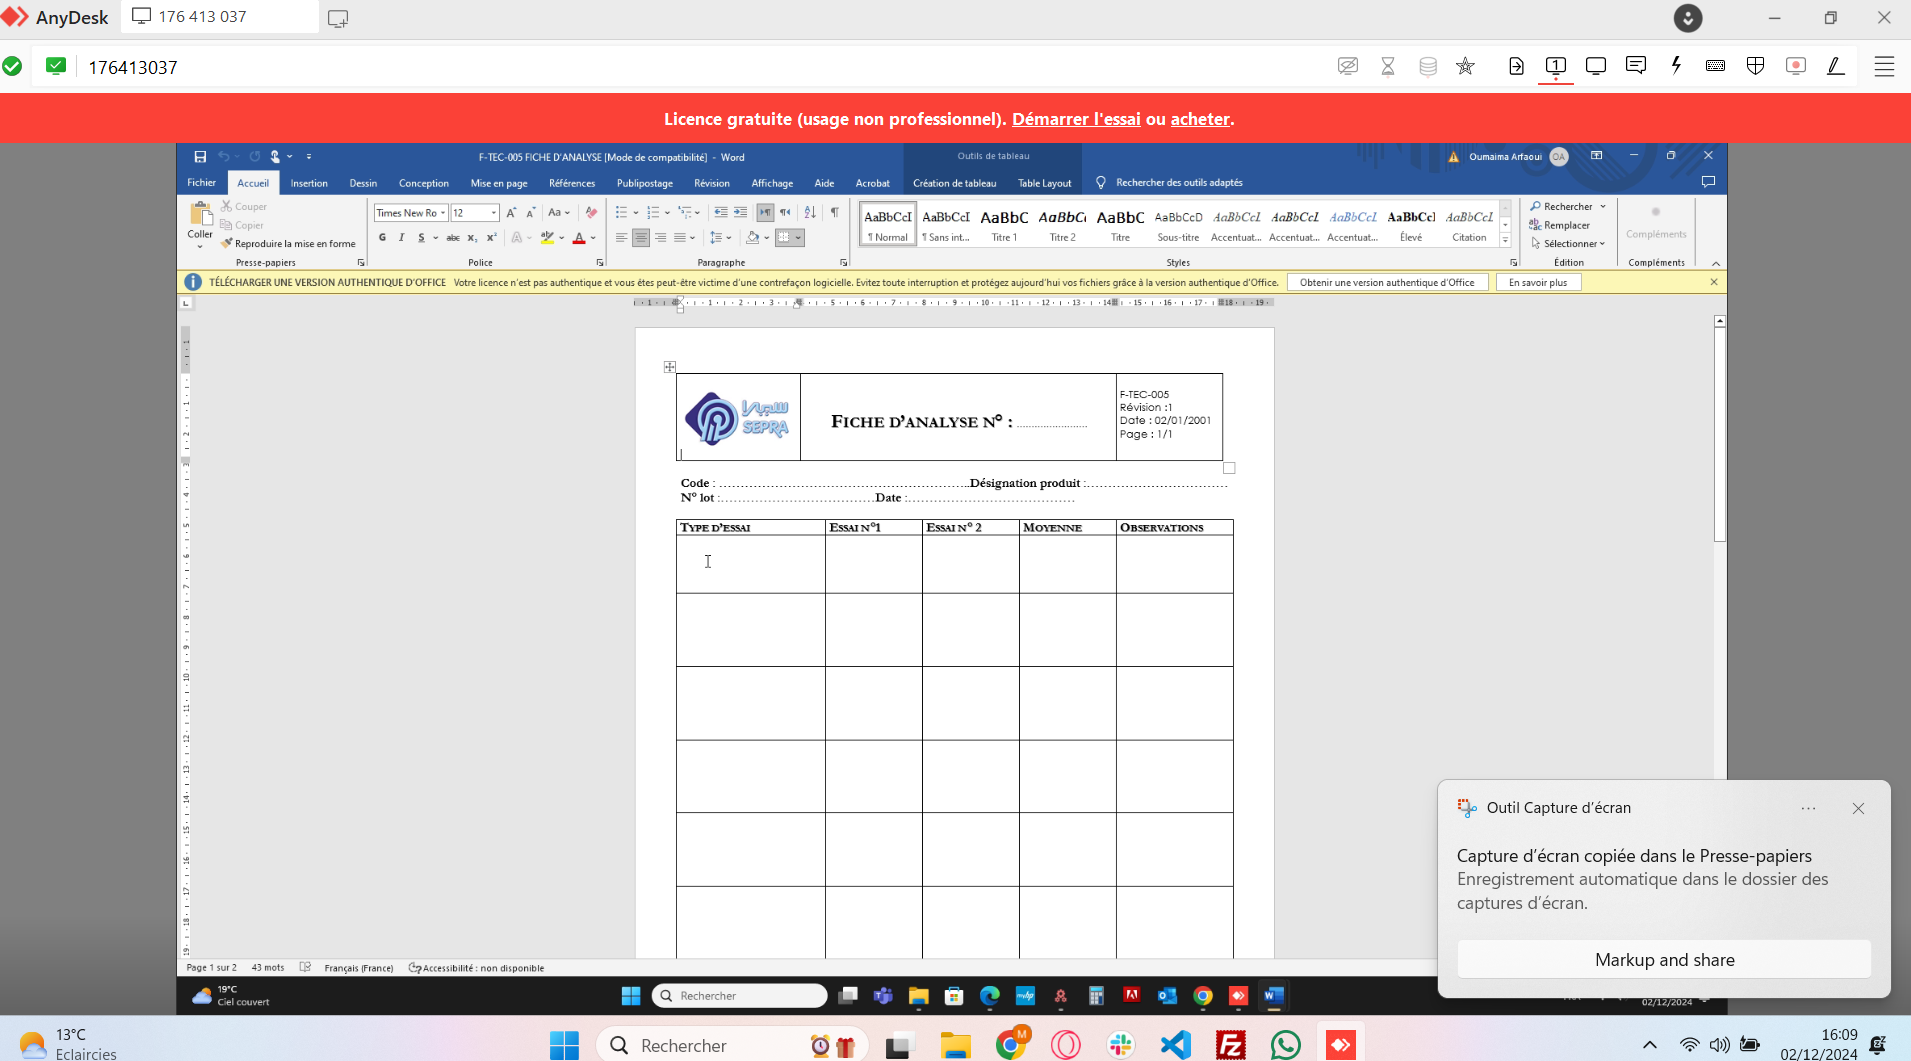 AnyDesk
176 413 037
176413037
Licence gratuite (usage non professionnel). Démarrer l'essai ou acheter.
F-TEC-005 FICHE D'ANALYSE [Mode de compatibilité] - Word
Outils de tableau
Oumaima Arfaoui
OA
Fichier
Accueil
Insertion
Dessin
Conception
Mise en page
Références
Publipostage
Révision
Affichage
Aide
Acrobat
Création de tableau
Table Layout
Rechercher des outils adaptés
Coller
Couper
Copier
Reproduire la mise en forme
Presse-papiers
Times New Ro
12
Police
Paragraphe
AaBbCcI
¶ Normal
AaBbCcI
¶ Sans int...
AaBbC
Titre 1
AaBbCc
Titre 2
AaBbC
Titre
AaBbCcD
Sous-titre
AaBbCcL
Accentuat...
AaBbCcL
Accentuat...
AaBbCcL
Accentuat...
AaBbCcI
Élevé
AaBbCcL
Citation
Styles
Rechercher
Remplacer
Sélectionner
Édition
Compléments
Compléments
TÉLÉCHARGER UNE VERSION AUTHENTIQUE D'OFFICE Votre licence n'est pas authentique et vous êtes peut-être victime d'une contrefaçon logicielle. Evitez toute interruption et protégez aujourd'hui vos fichiers grâce à la version authentique d'Office.
Obtenir une version authentique d'Office
En savoir plus
سيبرا
SEPRA
FICHE D'ANALYSE N° : ........................
F-TEC-005
Révision :1
Date : 02/01/2001
Page : 1/1
Code : ..........................................................Désignation produit :.................................
N° lot :....................................Date :.......................................
TYPE D'ESSAI
ESSAI N°1
ESSAI N° 2
MOYENNE
OBSERVATIONS
Page 1 sur 2
43 mots
Français (France)
Accessibilité : non disponible
Outil Capture d'écran
Capture d'écran copiée dans le Presse-papiers
Enregistrement automatique dans le dossier des
captures d'écran.
Markup and share
19°C
Ciel couvert
Rechercher
02/12/2024
13°C
Eclaircies
Rechercher
16:09
02/12/2024